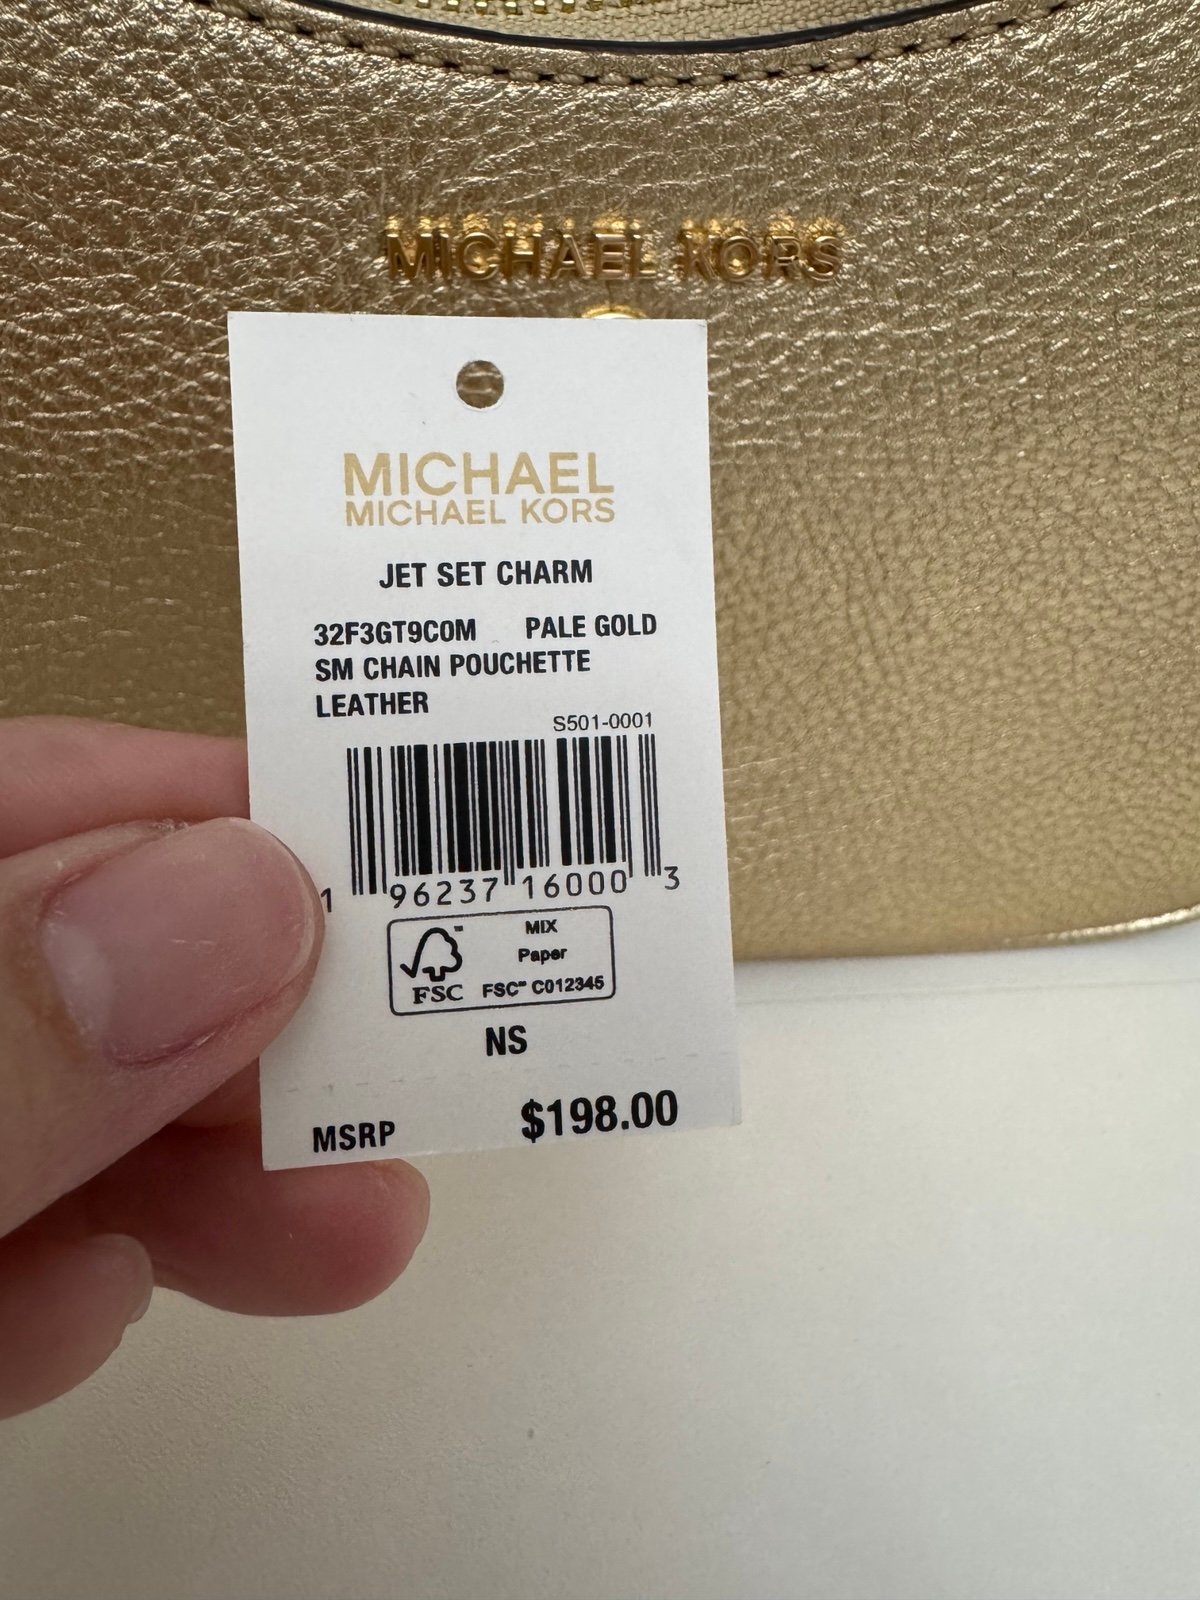 MICHAEL KORS
MICHAEL
MICHAEL KORS
JET SET CHARM
32F3GT9C0M PALE GOLD
SM CHAIN POUCHETTE
LEATHER
S501-0001
1 96237 16000 3
MIX
Paper
FSC FSC™ C012345
NS
MSRP $198.00